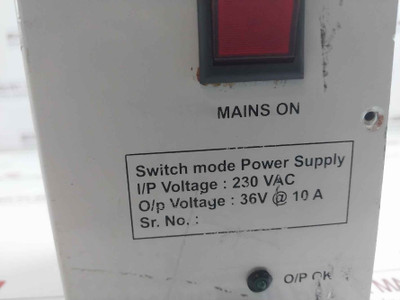 MAINS ON
Switch mode Power Supply
I/P Voltage : 230 VAC
O/p Voltage : 36V @ 10 A
Sr. No. :
O/P OK